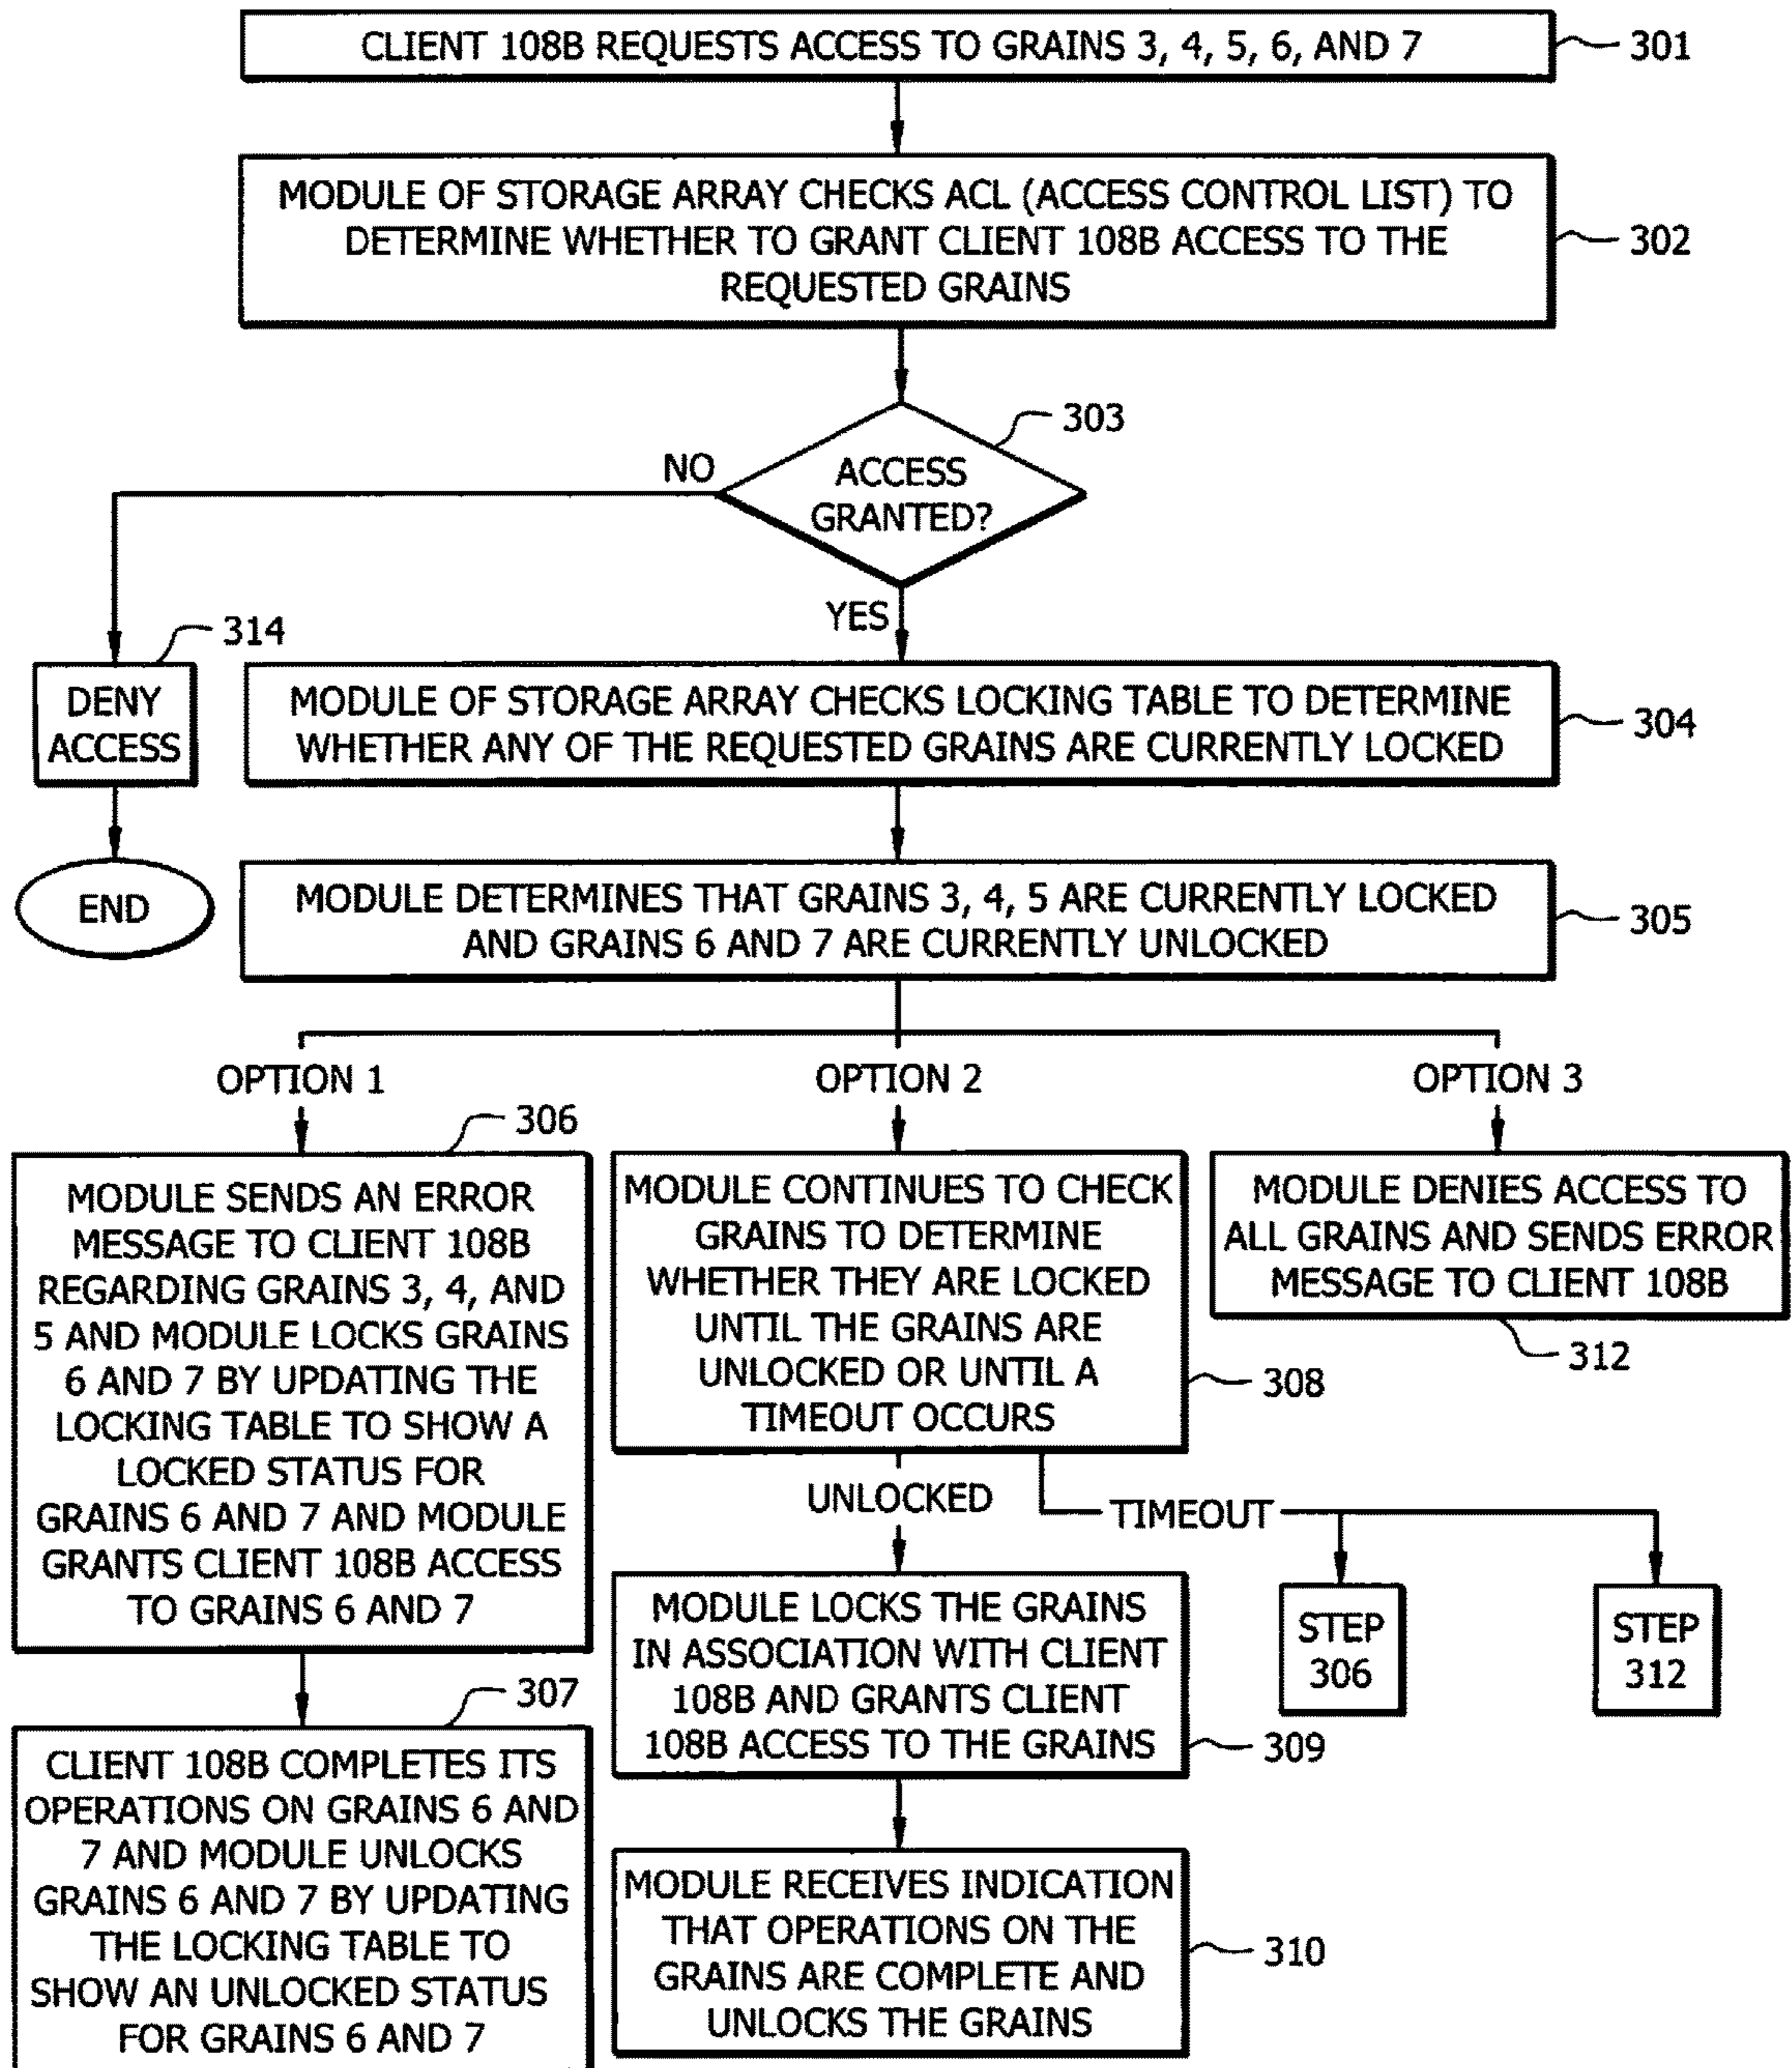 CLIENT 108B REQUESTS ACCESS TO GRAINS 3, 4, 5, 6, AND 7
301
MODULE OF STORAGE ARRAY CHECKS ACL (ACCESS CONTROL LIST) TO
DETERMINE WHETHER TO GRANT CLIENT 108B ACCESS TO THE
REQUESTED GRAINS
302
303
ACCESS
GRANTED?
NO
YES
314
DENY
ACCESS
END
MODULE OF STORAGE ARRAY CHECKS LOCKING TABLE TO DETERMINE
WHETHER ANY OF THE REQUESTED GRAINS ARE CURRENTLY LOCKED
304
MODULE DETERMINES THAT GRAINS 3, 4, 5 ARE CURRENTLY LOCKED
AND GRAINS 6 AND 7 ARE CURRENTLY UNLOCKED
305
OPTION 1
306
MODULE SENDS AN ERROR
MESSAGE TO CLIENT 108B
REGARDING GRAINS 3, 4, AND
5 AND MODULE LOCKS GRAINS
6 AND 7 BY UPDATING THE
LOCKING TABLE TO SHOW A
LOCKED STATUS FOR
GRAINS 6 AND 7 AND MODULE
GRANTS CLIENT 108B ACCESS
TO GRAINS 6 AND 7
307
CLIENT 108B COMPLETES ITS
OPERATIONS ON GRAINS 6 AND
7 AND MODULE UNLOCKS
GRAINS 6 AND 7 BY UPDATING
THE LOCKING TABLE TO
SHOW AN UNLOCKED STATUS
FOR GRAINS 6 AND 7
OPTION 2
MODULE CONTINUES TO CHECK
GRAINS TO DETERMINE
WHETHER THEY ARE LOCKED
UNTIL THE GRAINS ARE
UNLOCKED OR UNTIL A
TIMEOUT OCCURS
308
UNLOCKED
TIMEOUT
MODULE LOCKS THE GRAINS
IN ASSOCIATION WITH CLIENT
108B AND GRANTS CLIENT
108B ACCESS TO THE GRAINS
309
MODULE RECEIVES INDICATION
THAT OPERATIONS ON THE
GRAINS ARE COMPLETE AND
UNLOCKS THE GRAINS
310
STEP
306
STEP
312
OPTION 3
MODULE DENIES ACCESS TO
ALL GRAINS AND SENDS ERROR
MESSAGE TO CLIENT 108B
312